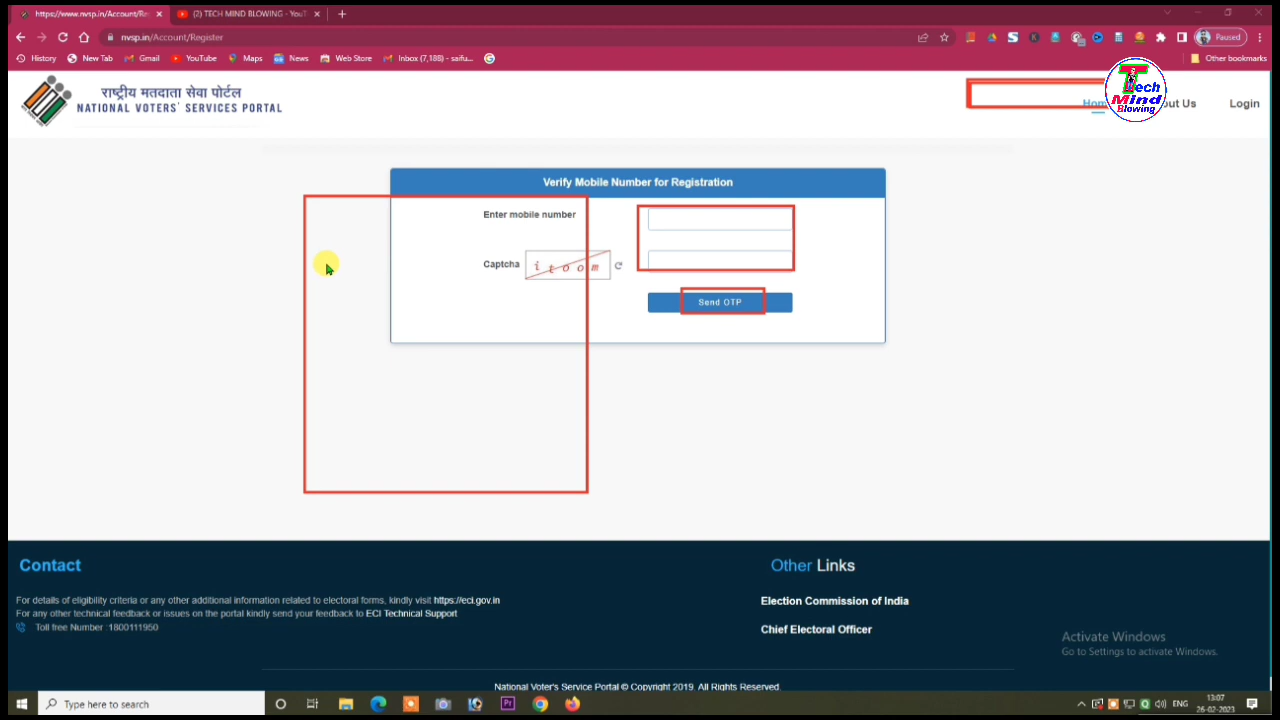 https://www.nvsp.in/Account/Re
(2) TECH MIND BLOWING - YouT
nvsp.in/Account/Register
Paused
History
New Tab
Gmail
YouTube
Maps
News
Web Store
Inbox (7,188) - saifu...
Other bookmarks
राष्ट्रीय मतदाता सेवा पोर्टल
NATIONAL VOTERS' SERVICES PORTAL
Hom
out Us
Login
Tech
Mind
Blowing
Verify Mobile Number for Registration
Enter mobile number
Captcha
itoom
Send OTP
Contact
For details of eligibility criteria or any other additional information related to electoral forms, kindly visit https://eci.gov.in
For any other technical feedback or issues on the portal kindly send your feedback to ECI Technical Support
Toll free Number :1800111950
Other Links
Election Commission of India
Chief Electoral Officer
Activate Windows
Go to Settings to activate Windows.
National Voter's Service Portal © Copyright 2019. All Rights Reserved.
Type here to search
ENG
13:07
26-02-2023